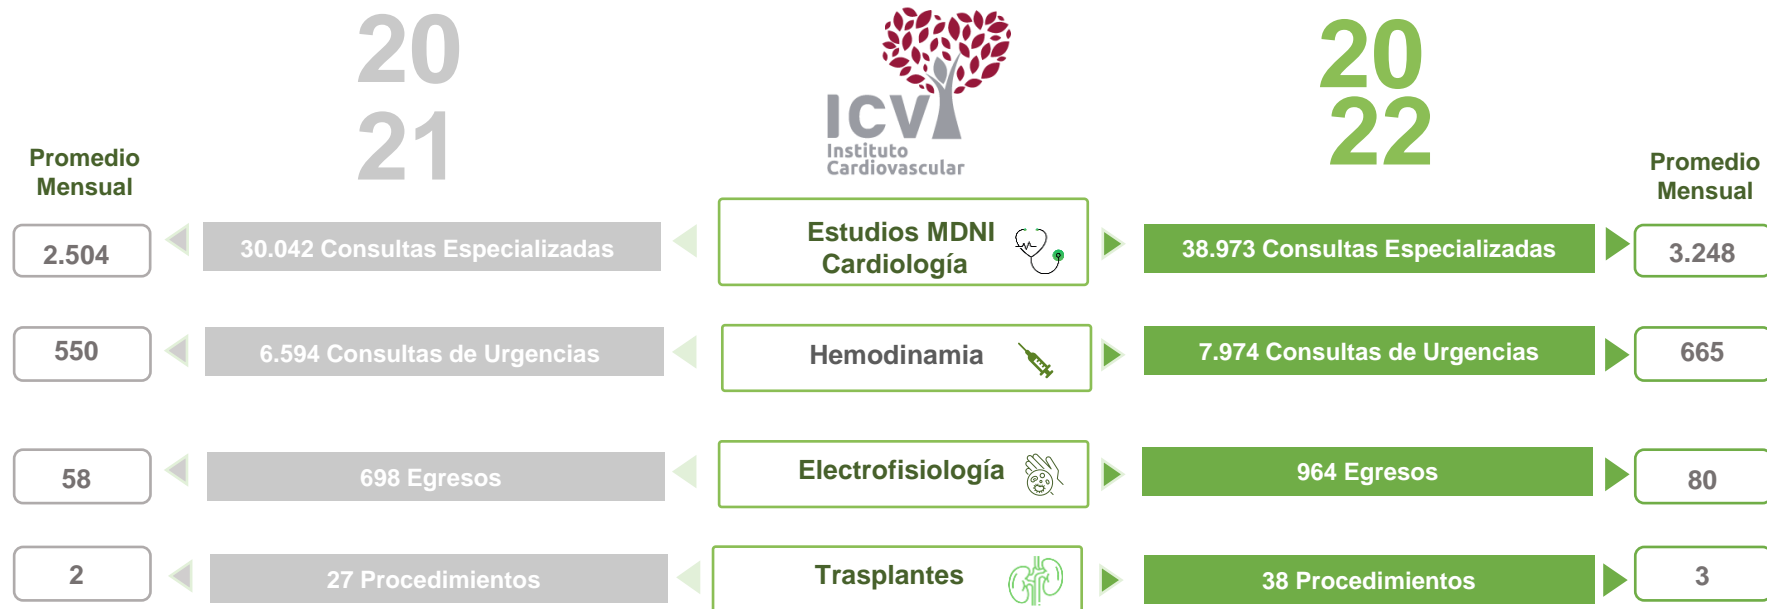 20
21
ICV
Instituto
Cardiovascular
20
22
Promedio
Mensual
Promedio
Mensual
2.504
30.042 Consultas Especializadas
Estudios MDNI
Cardiología
38.973 Consultas Especializadas
3.248
550
6.594 Consultas de Urgencias
Hemodinamia
7.974 Consultas de Urgencias
665
58
698 Egresos
Electrofisiología
964 Egresos
80
2
27 Procedimientos
Trasplantes
38 Procedimientos
3